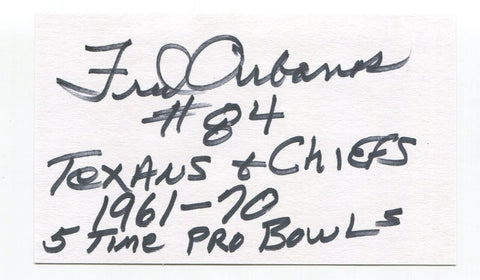 Fred Arbanas
#84
TEXANS & CHIEFS
1961-70
5 TIME PRO BOWLS